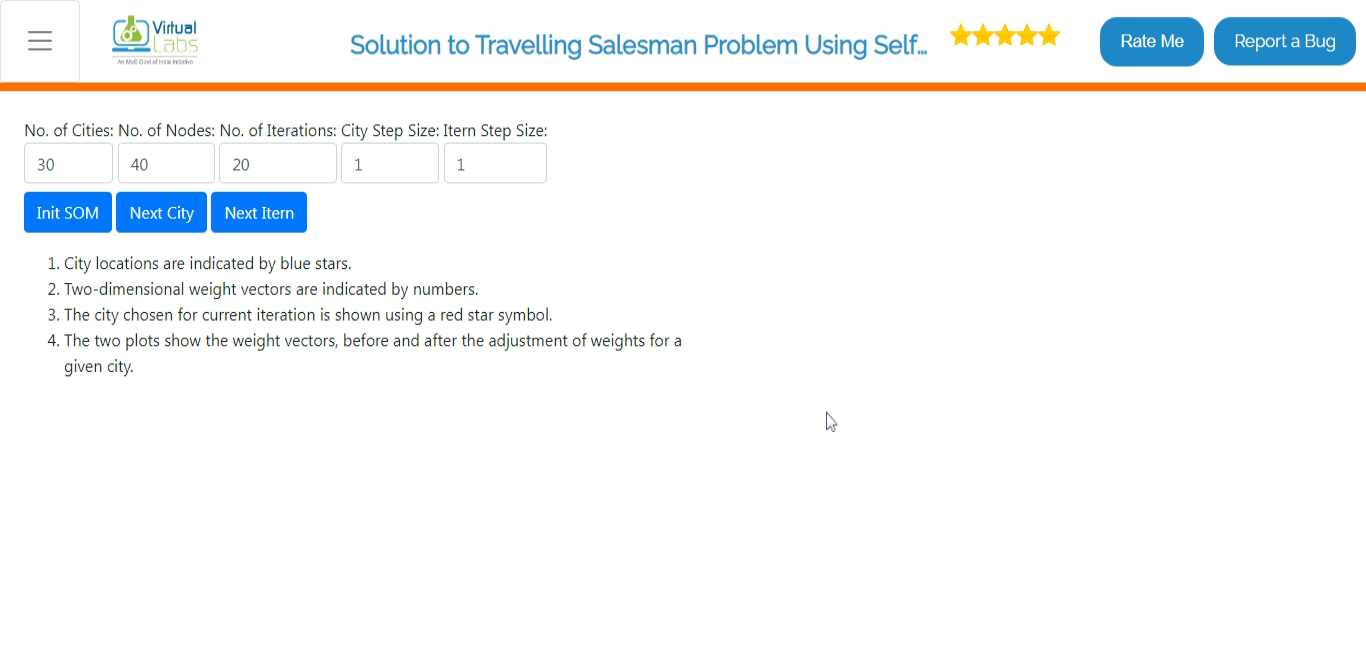 Virtual
Labs
An MoE Govt of India Initiative
Solution to Travelling Salesman Problem Using Self...
Rate Me
Report a Bug
No. of Cities: No. of Nodes: No. of Iterations: City Step Size: Itern Step Size:
30 40 20 1 1
Init SOM Next City Next Itern
1. City locations are indicated by blue stars.
2. Two-dimensional weight vectors are indicated by numbers.
3. The city chosen for current iteration is shown using a red star symbol.
4. The two plots show the weight vectors, before and after the adjustment of weights for a
given city.